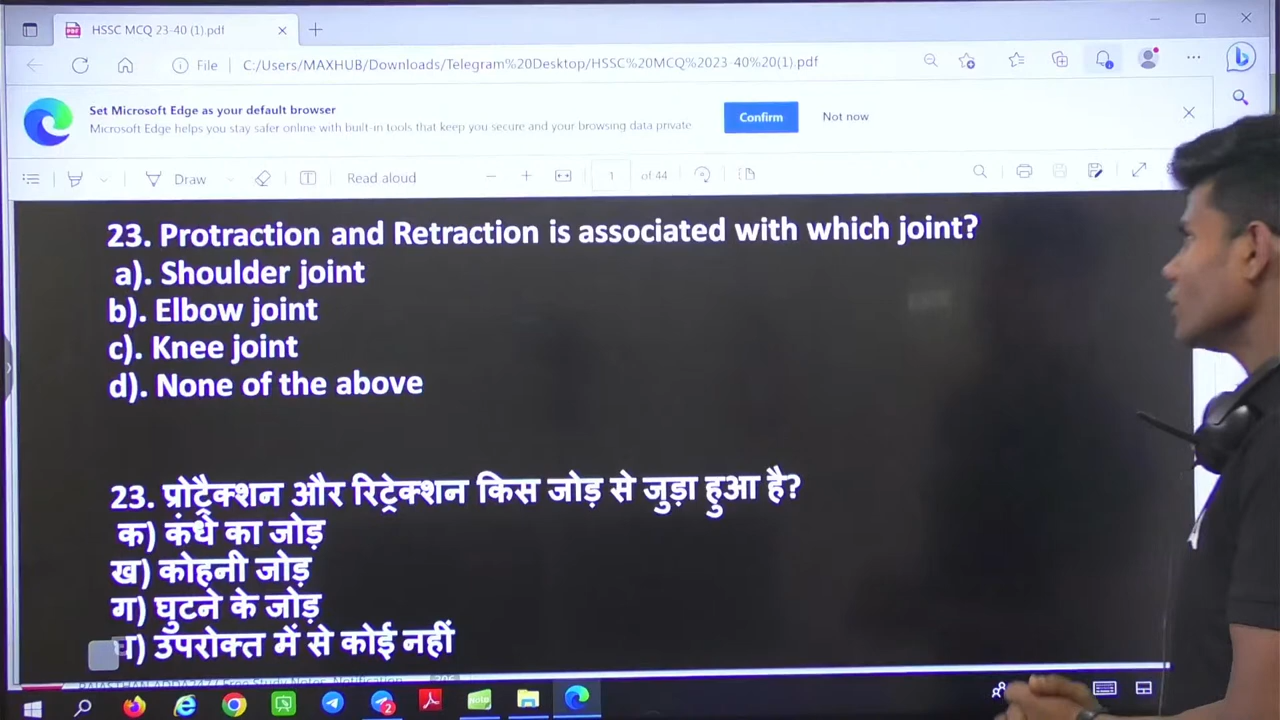 HSSC MCQ 23-40 (1).pdf
File
C:/Users/MAXHUB/Downloads/Telegram%20Desktop/HSSC%20MCQ%2023-40%20(1).pdf
Set Microsoft Edge as your default browser
Microsoft Edge helps you stay safer online with built-in tools that keep you secure and your browsing data private
Confirm
Not now
Draw
Read aloud
1
of 44
23. Protraction and Retraction is associated with which joint?
a). Shoulder joint
b). Elbow joint
c). Knee joint
d). None of the above
23. प्रोट्रैक्शन और रिट्रेक्शन किस जोड़ से जुड़ा हुआ है?
क) कंधे का जोड़
ख) कोहनी जोड़
ग) घुटने के जोड़
उपरोक्त में से कोई नहीं